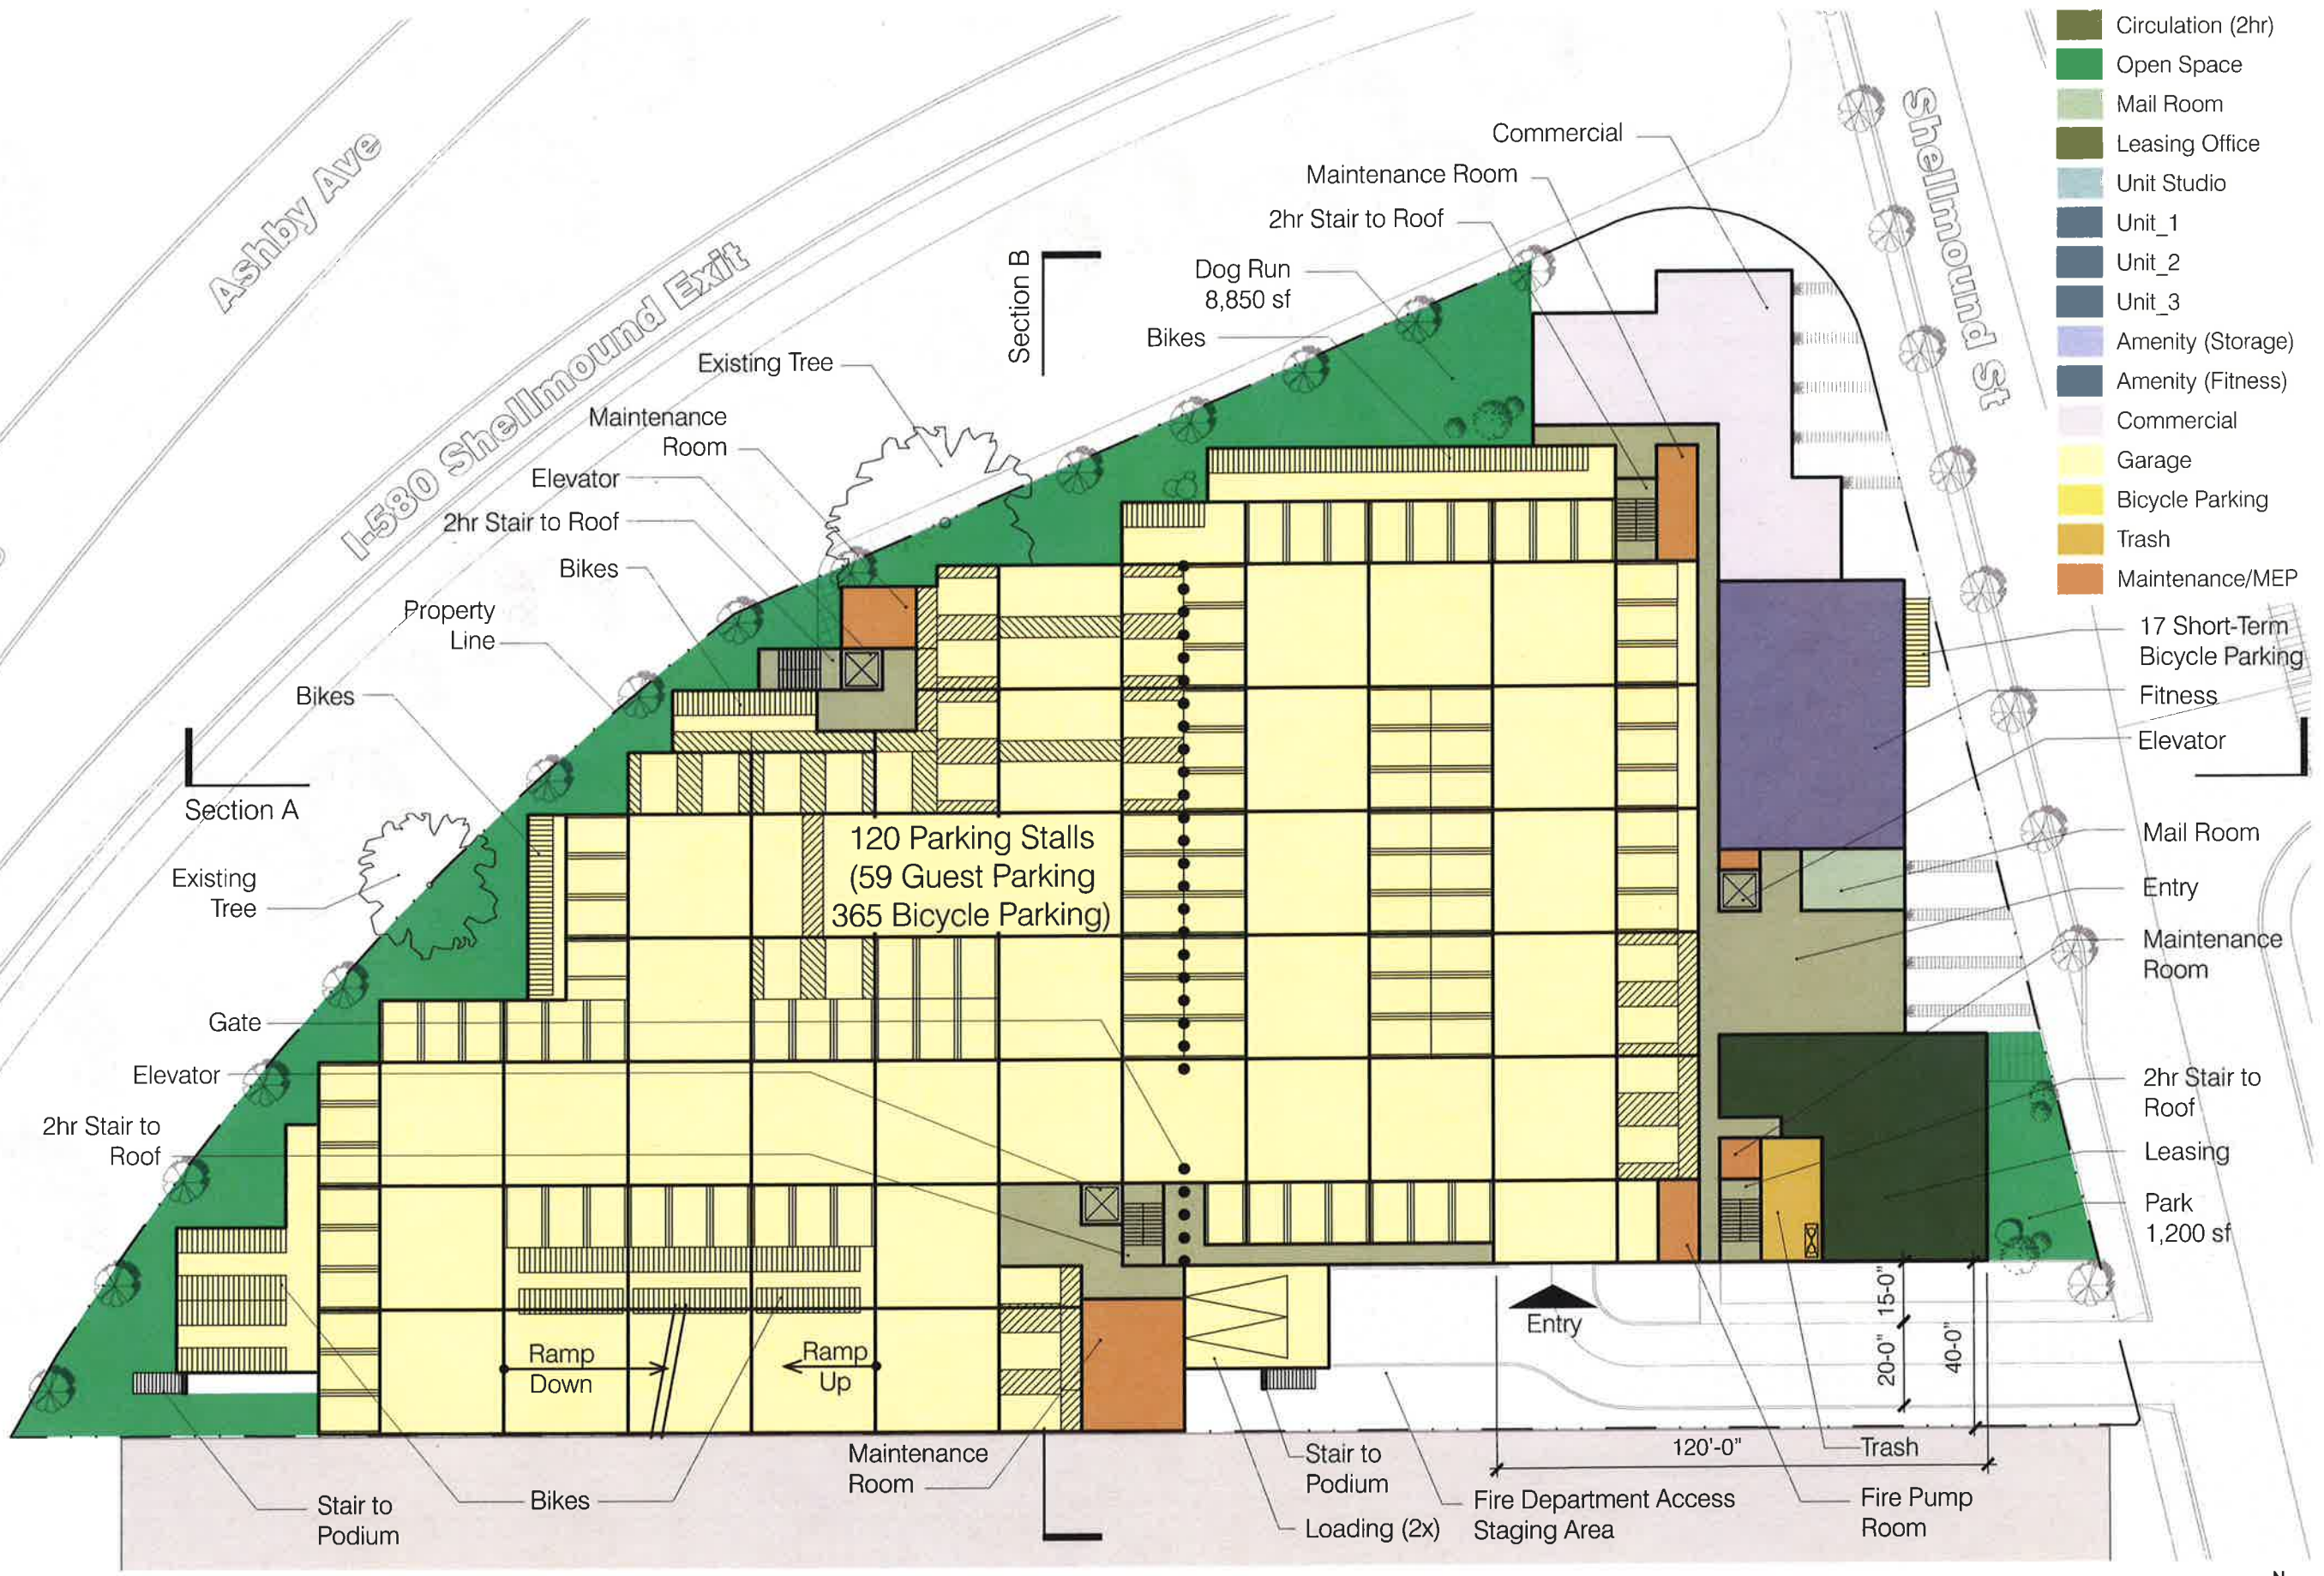 Circulation (2hr)
Open Space
Mail Room
Leasing Office
Unit Studio
Unit_1
Unit_2
Unit_3
Amenity (Storage)
Amenity (Fitness)
Commercial
Garage
Bicycle Parking
Trash
Maintenance/MEP
Ashby Ave
I-580 Shellmound Exit
Shellmound St
Commercial
Maintenance Room
2hr Stair to Roof
Section B
Dog Run
8,850 sf
Bikes
Existing Tree
Maintenance
Room
Elevator
2hr Stair to Roof
Bikes
Property
Line
Bikes
Section A
Existing
Tree
120 Parking Stalls
(59 Guest Parking
365 Bicycle Parking)
Gate
Elevator
2hr Stair to
Roof
17 Short-Term
Bicycle Parking
Fitness
Elevator
Mail Room
Entry
Maintenance
Room
2hr Stair to
Roof
Leasing
Park
1,200 sf
Ramp
Down
Ramp
Up
Entry
15-0"
20-0"
40-0"
120'-0"
Trash
Maintenance
Room
Stair to
Podium
Bikes
Stair to
Podium
Loading (2x)
Fire Department Access
Staging Area
Fire Pump
Room
N